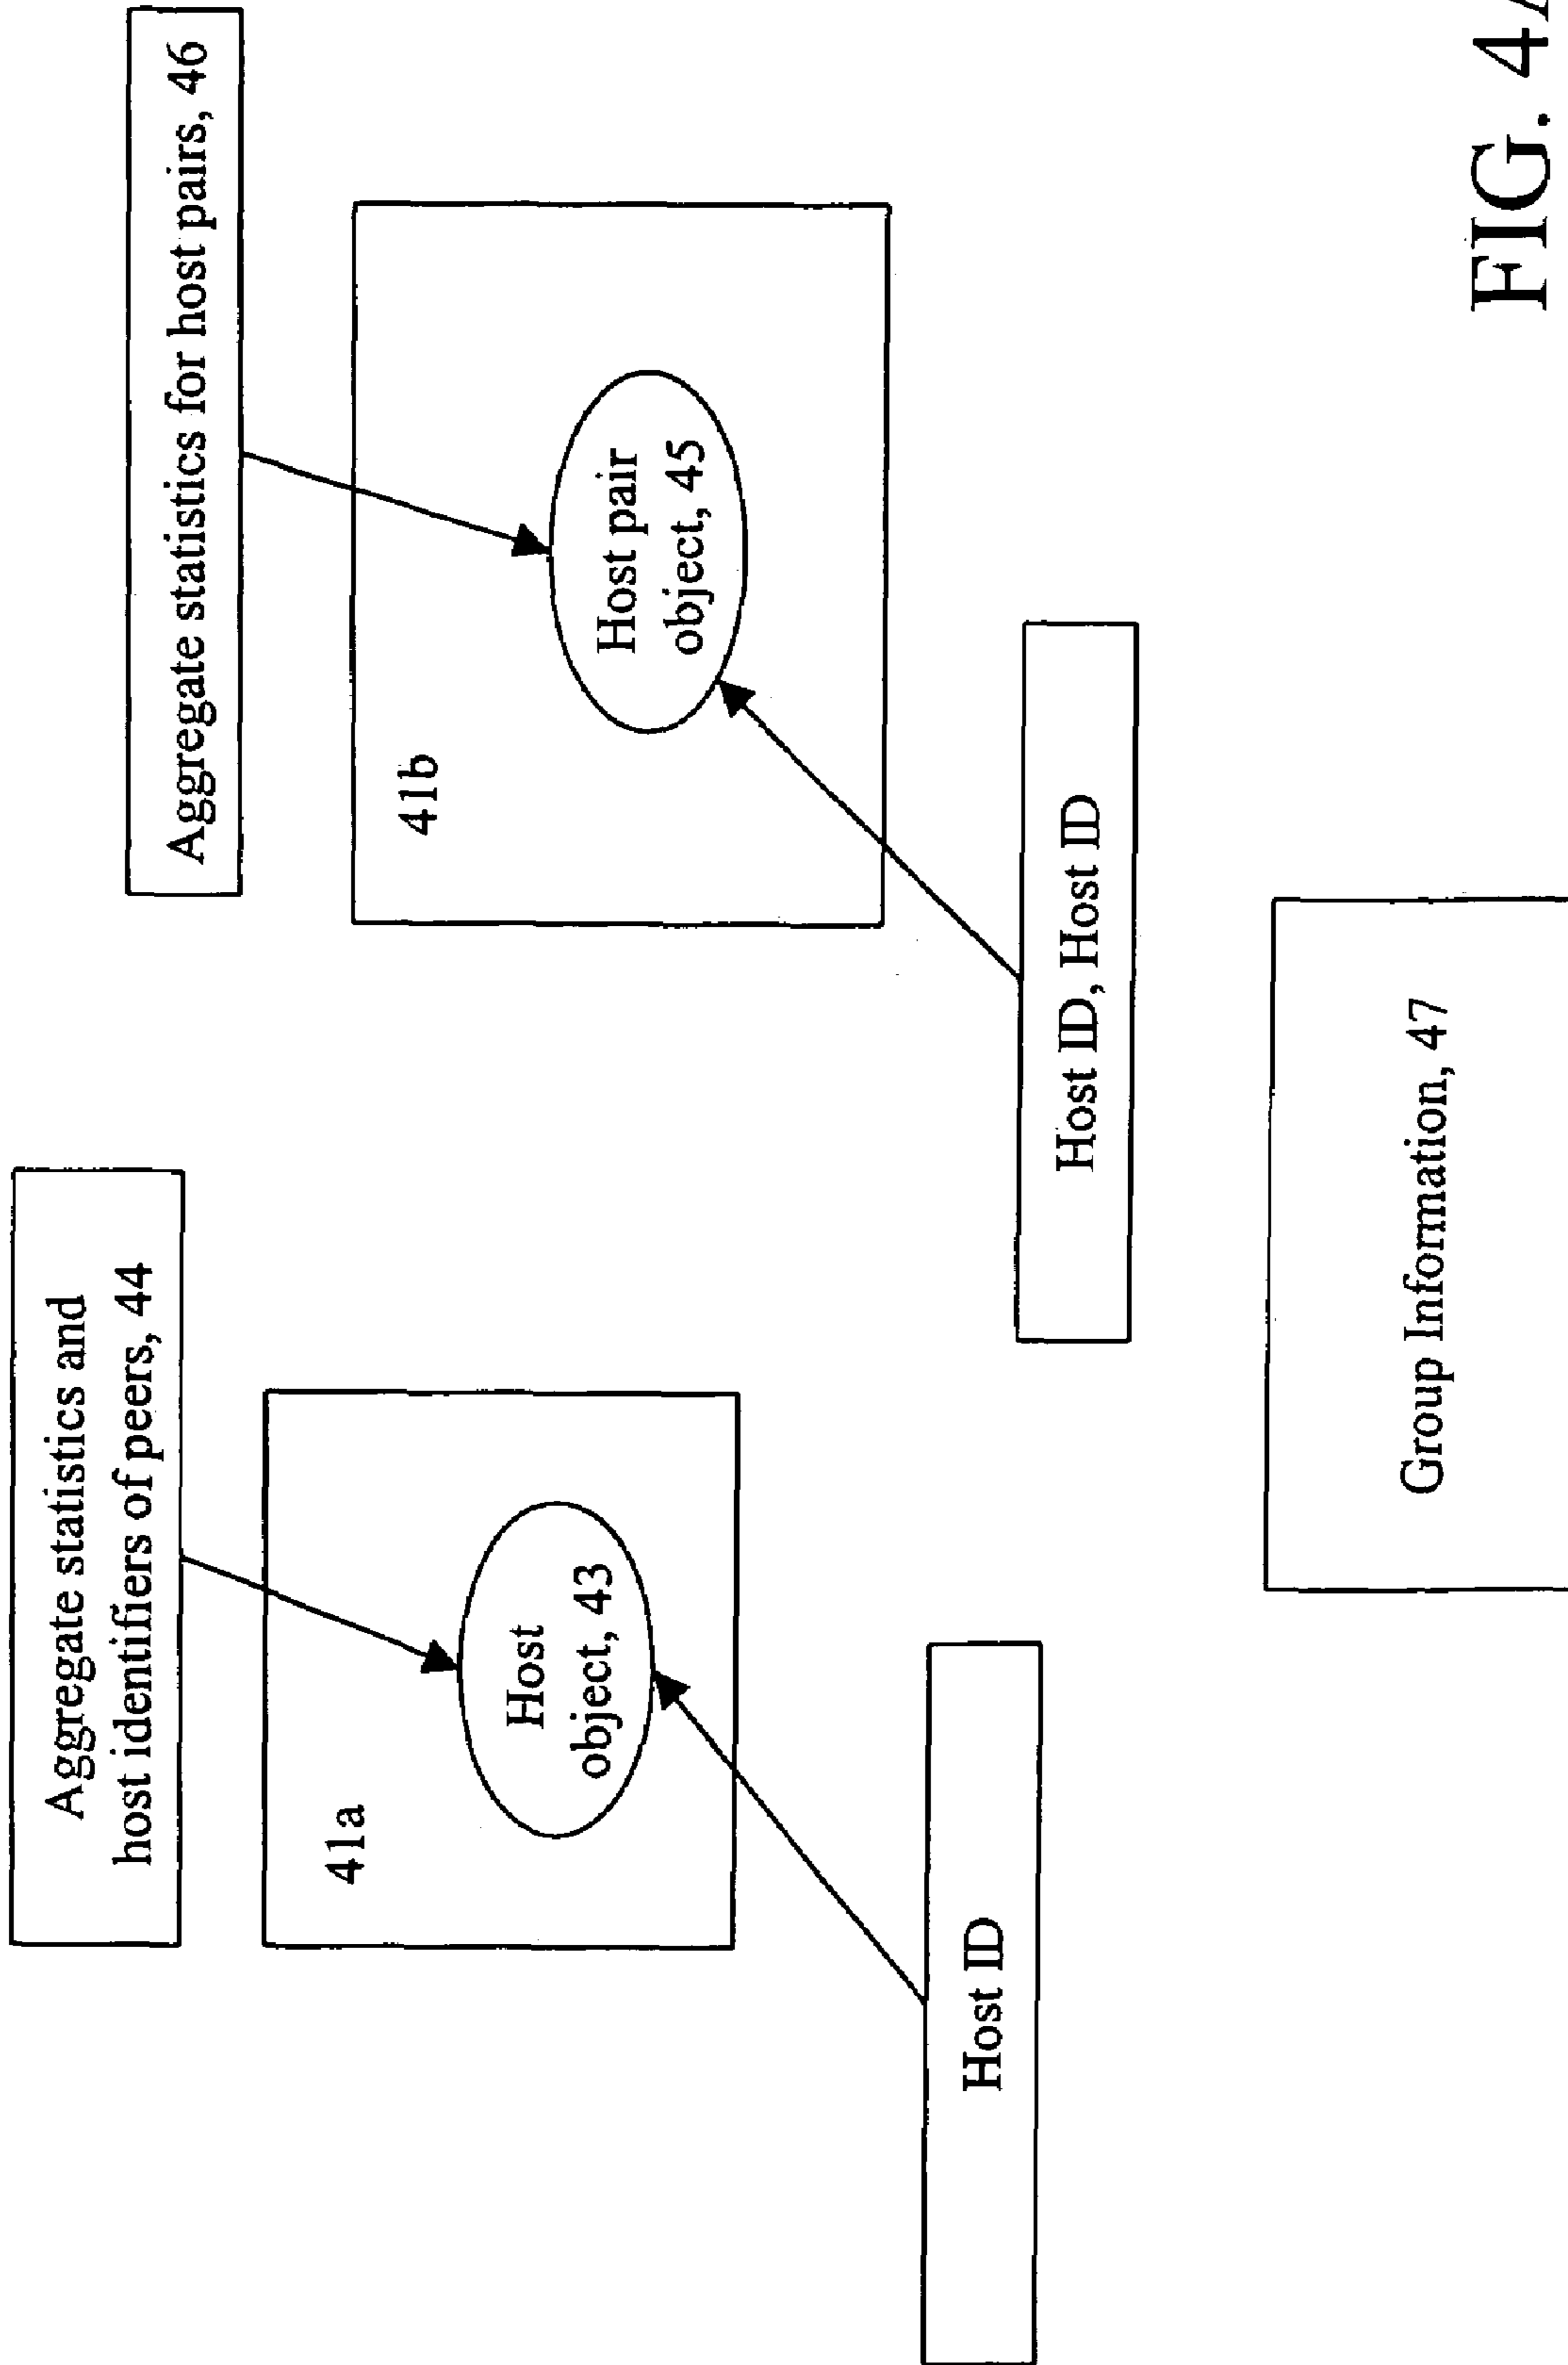 Aggregate statistics and
host identifiers of peers, 44
41a
Host
object, 43
Host ID
Aggregate statistics for host pairs, 46
41b
Host pair
object, 45
Host ID, Host ID
Group Information, 47
FIG. 4A